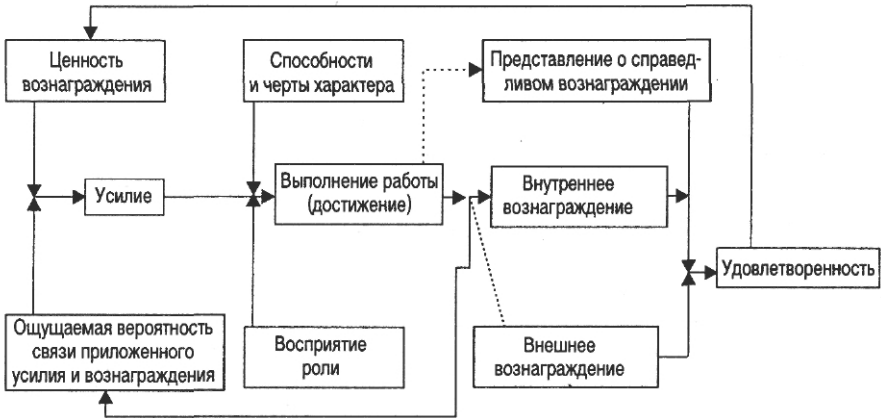 Ценность
вознаграждения
Способности
и черты характера
Представление о справед-
ливом вознаграждении
Усилие
Выполнение работы
(достижение)
Внутреннее
вознаграждение
Удовлетворенность
Ощущаемая вероятность
связи приложенного
усилия и вознаграждения
Восприятие
роли
Внешнее
вознаграждение